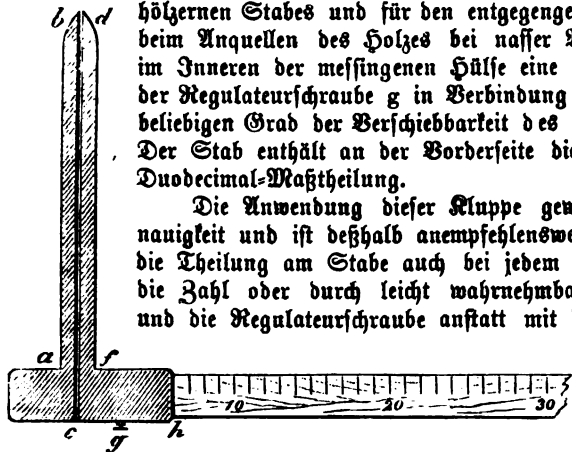 hölzernen Stabes und für den entgegenge
beim Anquellen des Holzes bei nasser
im Inneren der messingenen Hülse eine
der Regulateurschraube g in Verbindung
beliebigen Grad der Verschiebbarkeit des
Der Stab enthält an der Vorderseite die
Duodecimal-Maßtheilung.
Die Anwendung dieser Kluppe gew
nauigkeit und ist deßhalb anempfehlenswe
die Theilung am Stabe auch bei jedem
die Zahl oder durch leicht wahrnehmba
und die Regulateurschraube anstatt mit
b d
a f
10 20 30
c g h